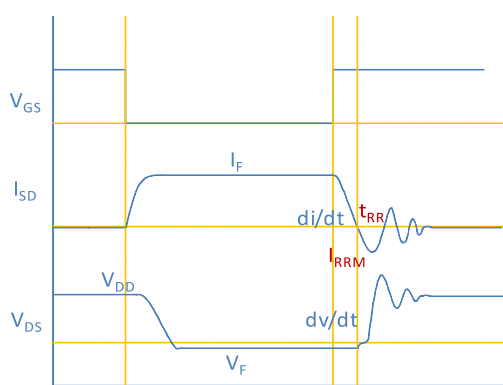 V_GS
I_F
I_SD
t_RR
di/dt
I_RRM
V_DD
V_DS
dv/dt
V_F